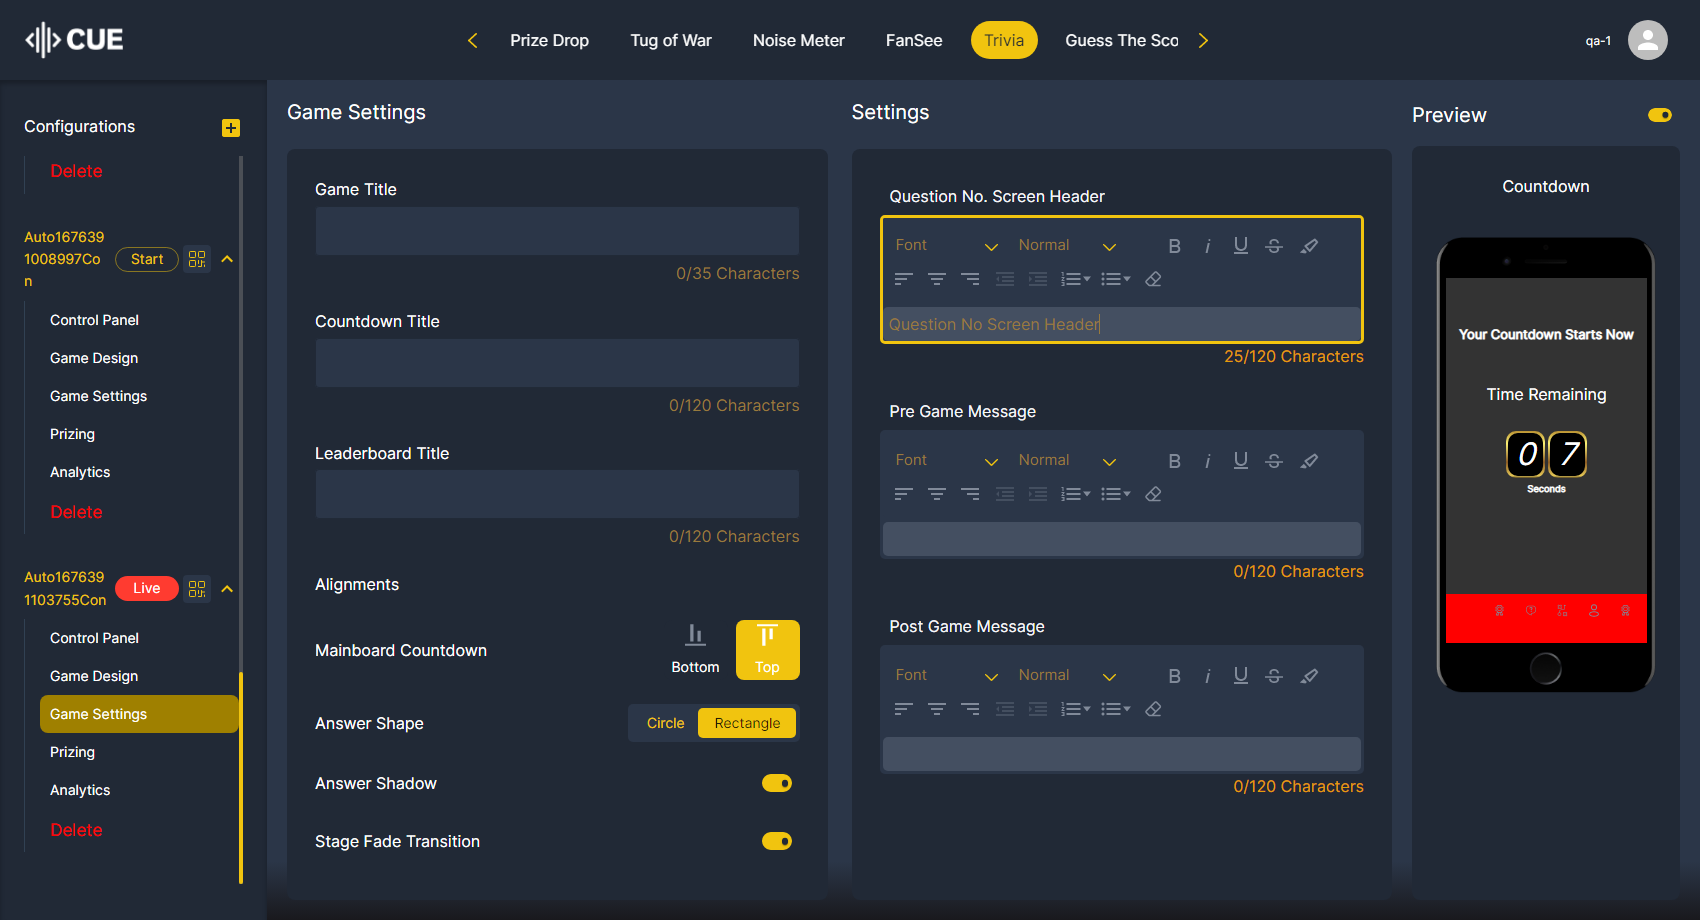 CUE
Prize Drop
Tug of War
Noise Meter
FanSee
Trivia
Guess The Sco
qa-1
Configurations
Delete
Auto167639
1008997Co
n
Start
Control Panel
Game Design
Game Settings
Prizing
Analytics
Delete
Auto167639
1103755Con
Live
Control Panel
Game Design
Game Settings
Prizing
Analytics
Delete
Game Settings
Game Title
0/35 Characters
Countdown Title
0/120 Characters
Leaderboard Title
0/120 Characters
Alignments
Mainboard Countdown
Bottom
Top
Answer Shape
Circle
Rectangle
Answer Shadow
Stage Fade Transition
Settings
Question No. Screen Header
Font
Normal
B i U S
Question No Screen Header
25/120 Characters
Pre Game Message
Font
Normal
B i U S
0/120 Characters
Post Game Message
Font
Normal
B i U S
0/120 Characters
Preview
Countdown
Your Countdown Starts Now
Time Remaining
07
Seconds